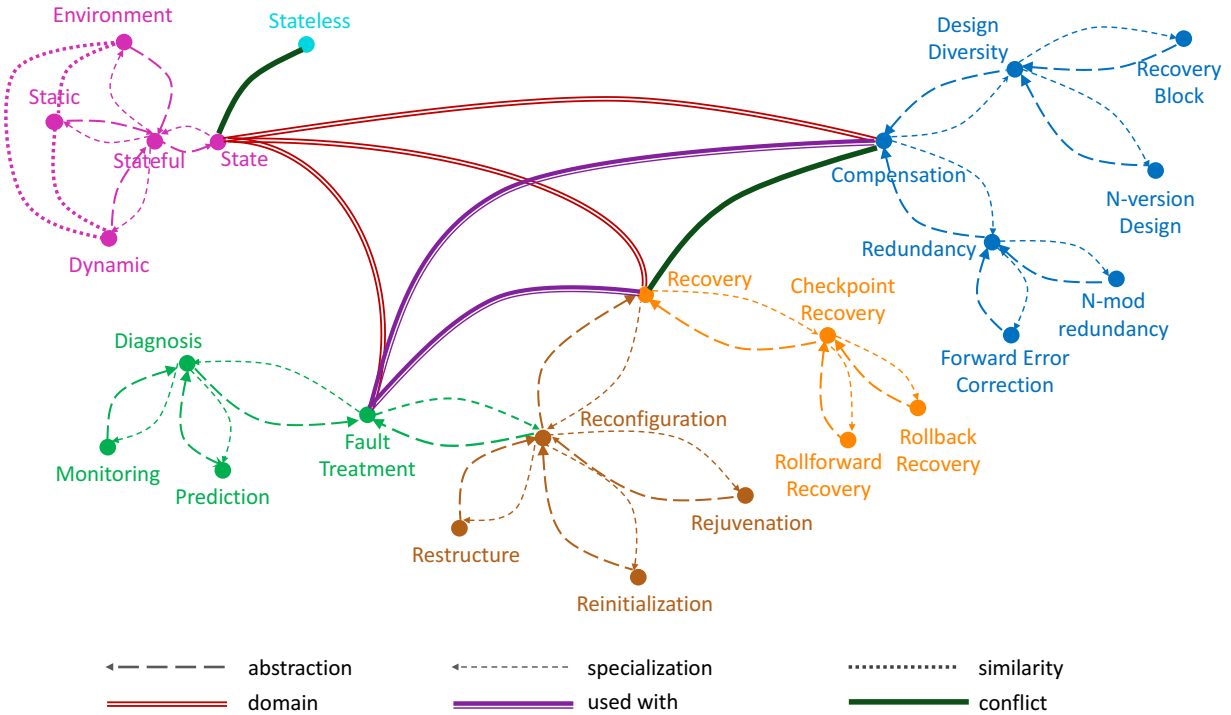 Environment
Stateless
Static
Stateful
State
Dynamic
Design
Diversity
Recovery
Block
Compensation
N-version
Design
Redundancy
N-mod
redundancy
Forward Error
Correction
Recovery
Checkpoint
Recovery
Rollback
Recovery
Rollforward
Recovery
Diagnosis
Monitoring
Prediction
Fault
Treatment
Reconfiguration
Restructure
Rejuvenation
Reinitialization
abstraction
specialization
similarity
domain
used with
conflict